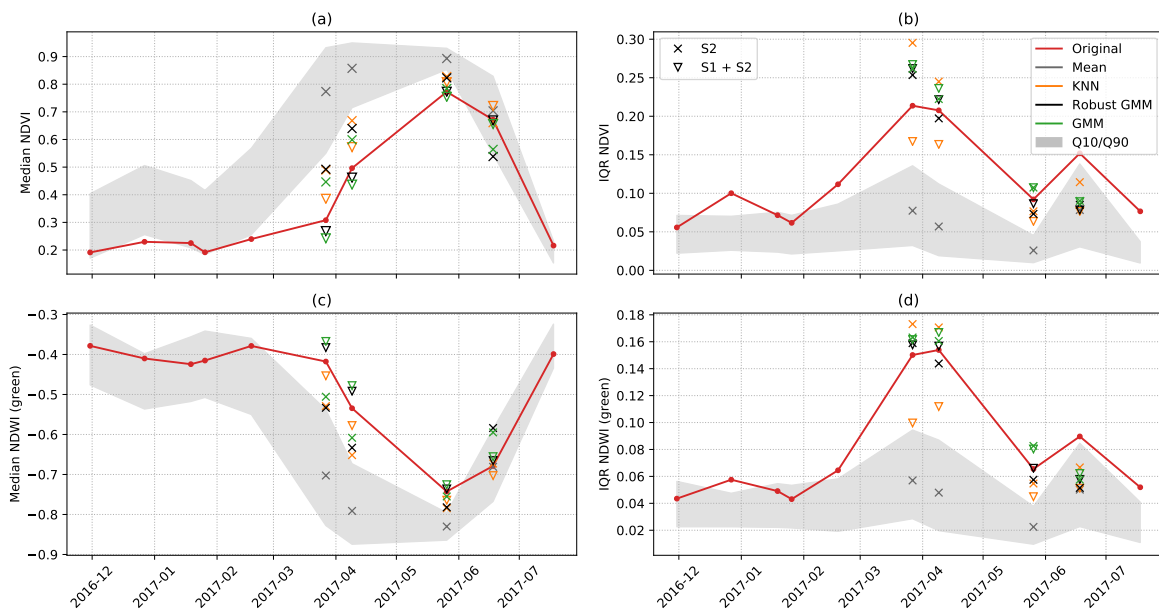 (a)
Median NDVI
0.9
0.8
0.7
0.6
0.5
0.4
0.3
0.2
(b)
IQR NDVI
0.30
0.25
0.20
0.15
0.10
0.05
0.00
S2
S1 + S2
Original
Mean
KNN
Robust GMM
GMM
Q10/Q90
(c)
Median NDWI (green)
−0.3
−0.4
−0.5
−0.6
−0.7
−0.8
−0.9
2016-12
2017-01
2017-02
2017-03
2017-04
2017-05
2017-06
2017-07
(d)
IQR NDWI (green)
0.18
0.16
0.14
0.12
0.10
0.08
0.06
0.04
0.02
2016-12
2017-01
2017-02
2017-03
2017-04
2017-05
2017-06
2017-07